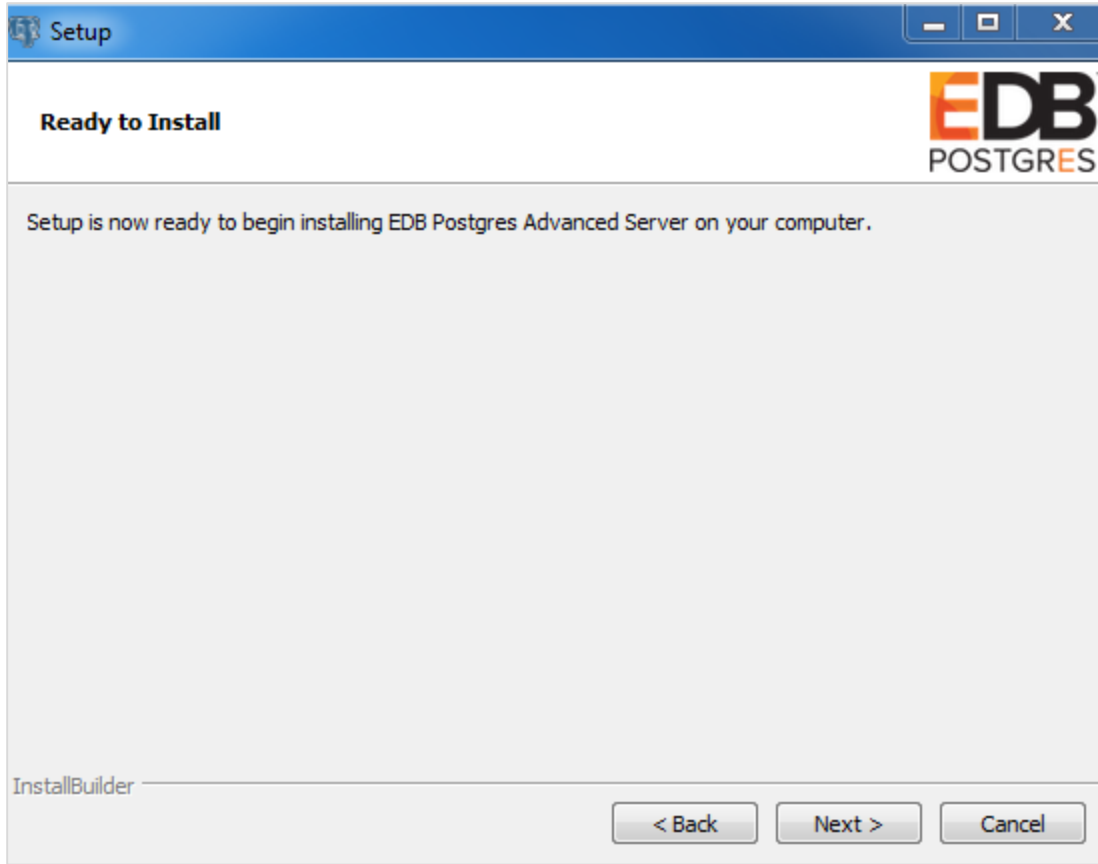 Setup
Ready to Install
EDB
POSTGRES
Setup is now ready to begin installing EDB Postgres Advanced Server on your computer.
InstallBuilder
< Back
Next >
Cancel